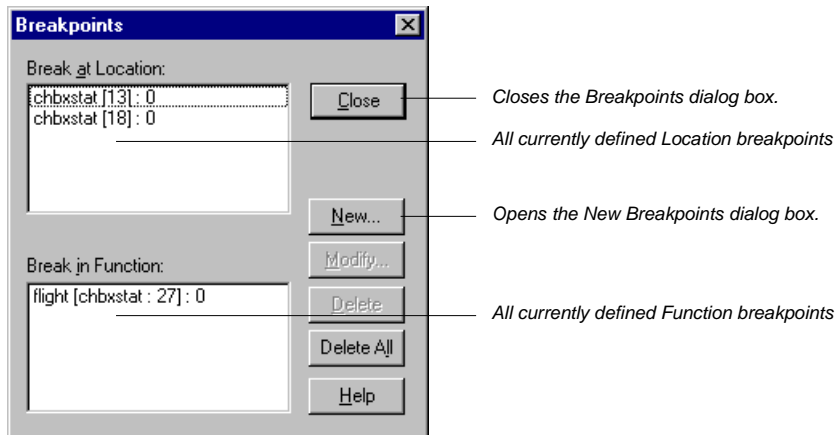 Breakpoints
Break at Location:
chbxstat [13] : 0
chbxstat [18] : 0
Close
Closes the Breakpoints dialog box.
All currently defined Location breakpoints
New...
Opens the New Breakpoints dialog box.
Modify...
Break in Function:
flight [chbxstat : 27] : 0
Delete
All currently defined Function breakpoints
Delete All
Help